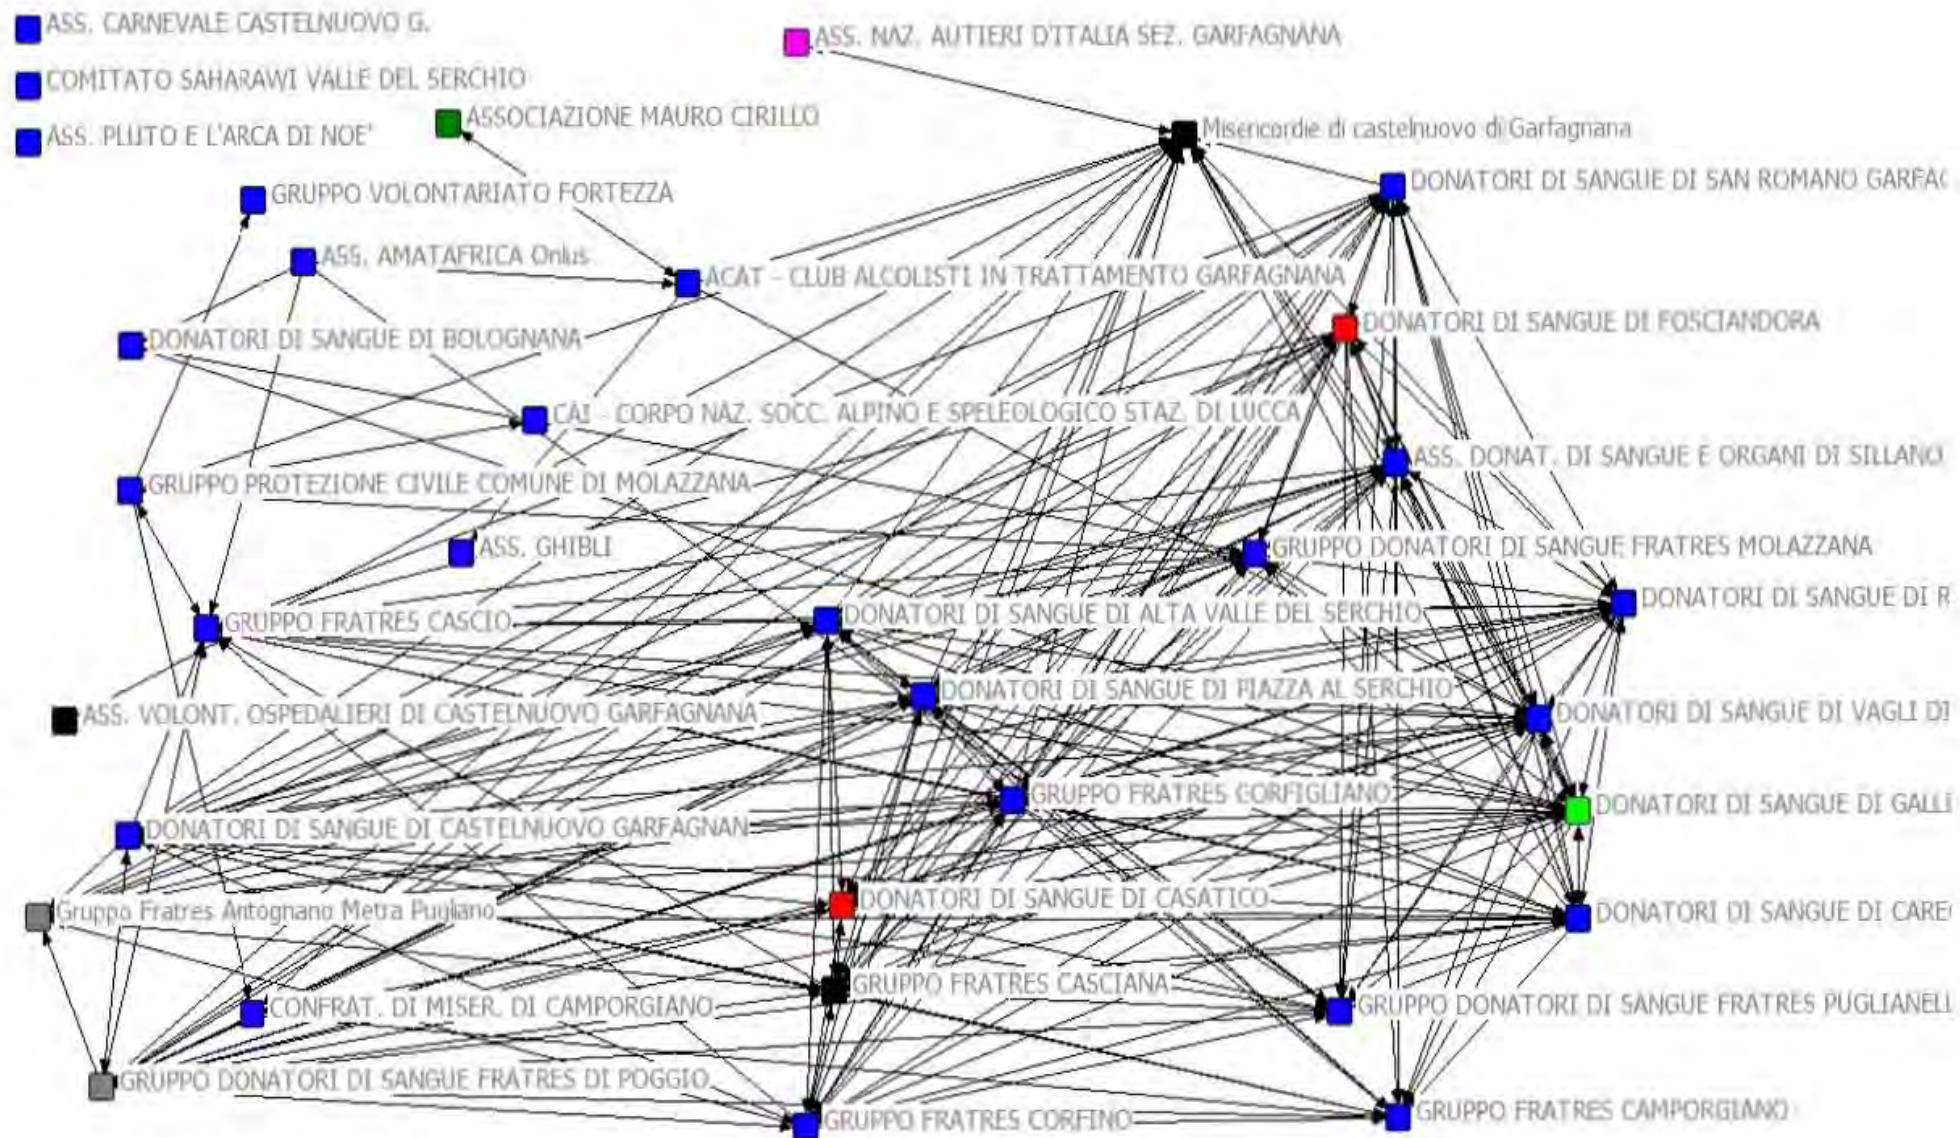 ASS. CARNEVALE CASTELNUOVO G.
ASS. NAZ. AUTIERI D'ITALIA SEZ. GARFAGNANA
COMITATO SAHARAWI VALLE DEL SERCHIO
ASSOCIAZIONE MAURO CIRILLO
Misericordie di castelnuovo di Garfagnana
ASS. PLUTO E L'ARCA DI NOE'
DONATORI DI SANGUE DI SAN ROMANO
GRUPPO VOLONTARIATO FORTEZZA
ASS. AMATAFRICA Onlus
ACAT - CLUB ALCOLISTI IN TRATTAMENTO GARFAGNANA
DONATORI DI SANGUE DI FOSCIANDORA
DONATORI DI SANGUE DI BOLOGNANA
CAI - CORPO NAZ. SOCC. ALPINO E SPELEOLOGICO STAZ. DI LUCCA
ASS. DONAT. DI SANGUE E ORGANI DI SILLANO
GRUPPO PROTEZIONE CIVILE COMUNE DI MOLAZZANA
ASS. GHIBLI
GRUPPO DONATORI DI SANGUE FRATRES MOLAZZANA
DONATORI DI SANGUE DI R
GRUPPO FRATRES CASCIO
DONATORI DI SANGUE DI ALTA VALLE DEL SERCHIO
DONATORI DI SANGUE DI PIAZZA AL SERCHIO
ASS. VOLONT. OSPEDALIERI DI CASTELNUOVO GARFAGNANA
DONATORI DI SANGUE DI VAGLI DI
GRUPPO FRATRES CORFIGLIANO
DONATORI DI SANGUE DI GALLI
DONATORI DI SANGUE DI CASTELNUOVO GARFAGNAN
DONATORI DI SANGUE DI CASATICO
Gruppo Fratres Antognano Metra Pugliano
DONATORI DI SANGUE DI CARE
GRUPPO FRATRES CASCIANA
CONFRAT. DI MISER. DI CAMPORGIANO
GRUPPO DONATORI DI SANGUE FRATRES PUGLIANELL
GRUPPO DONATORI DI SANGUE FRATRES DI POGGIO
GRUPPO FRATRES CORFINO
GRUPPO FRATRES CAMPORGIANO